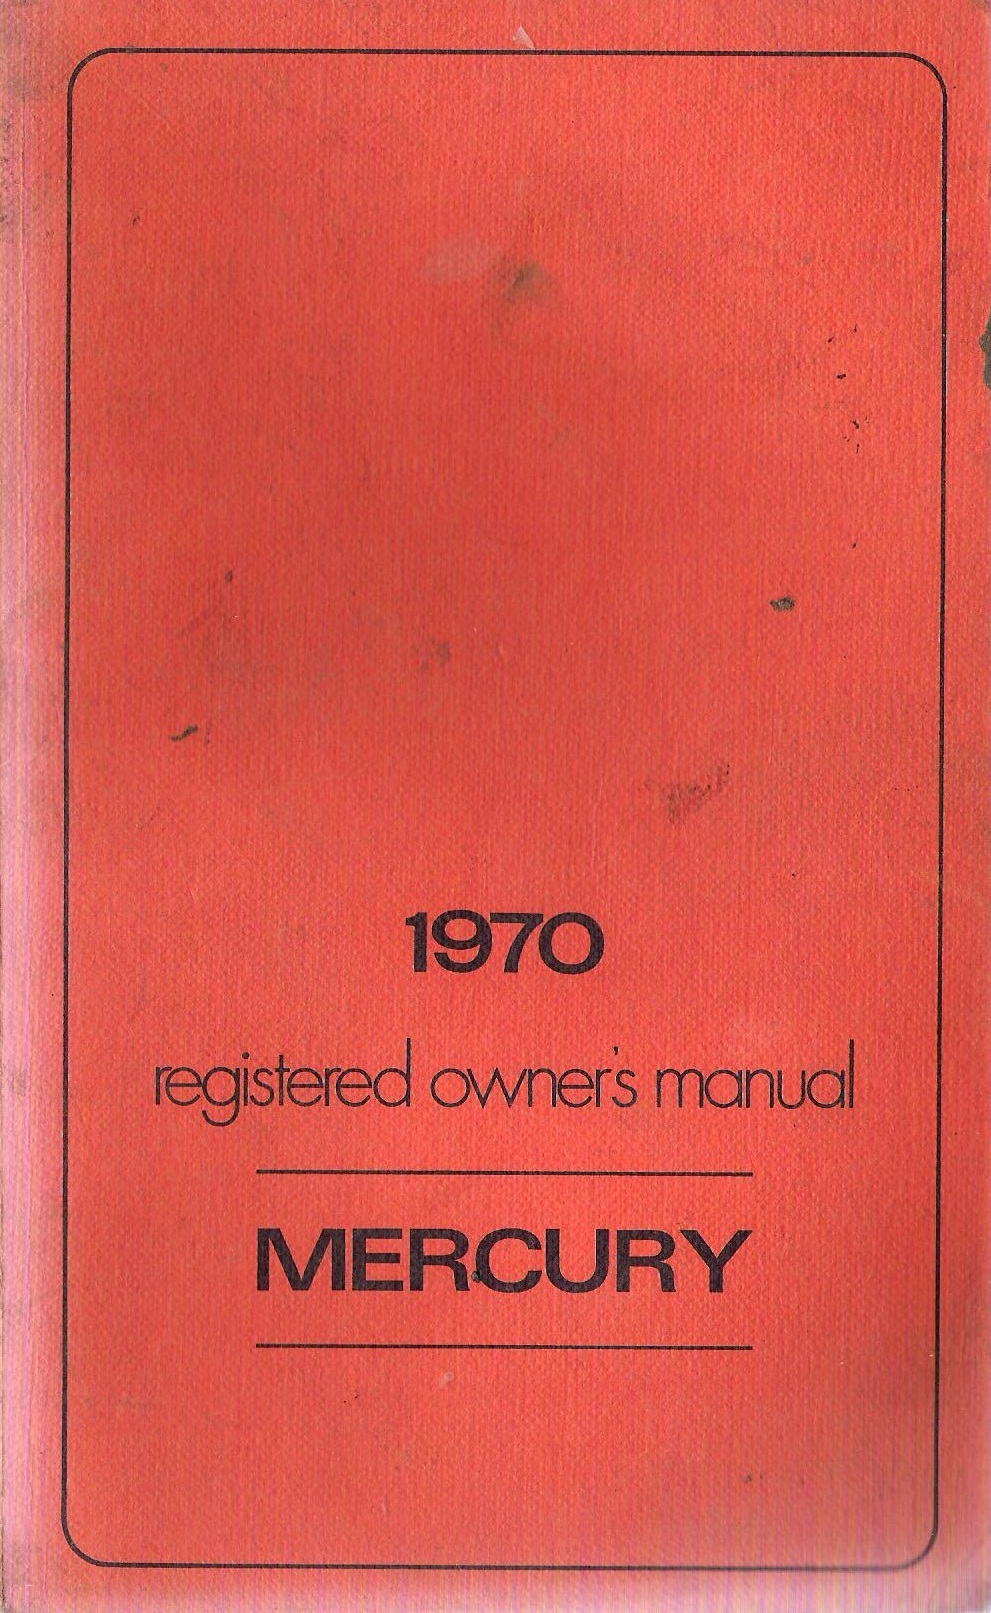 1970
registered owner's manual
MERCURY